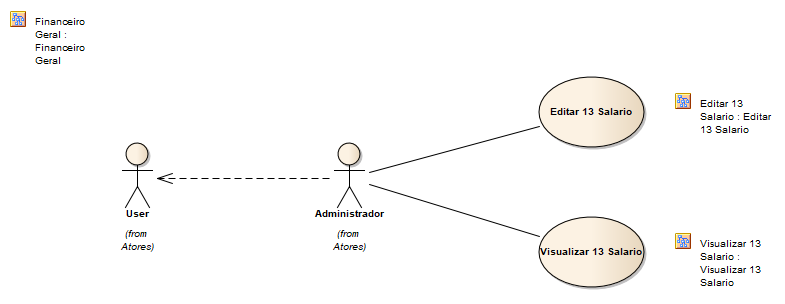 Financeiro
Geral :
Financeiro
Geral
Editar 13 Salario
Editar 13
Salario : Editar
13 Salario
User
(from
Atores)
Administrador
(from
Atores)
Visualizar 13 Salario
Visualizar 13
Salario :
Visualizar 13
Salario